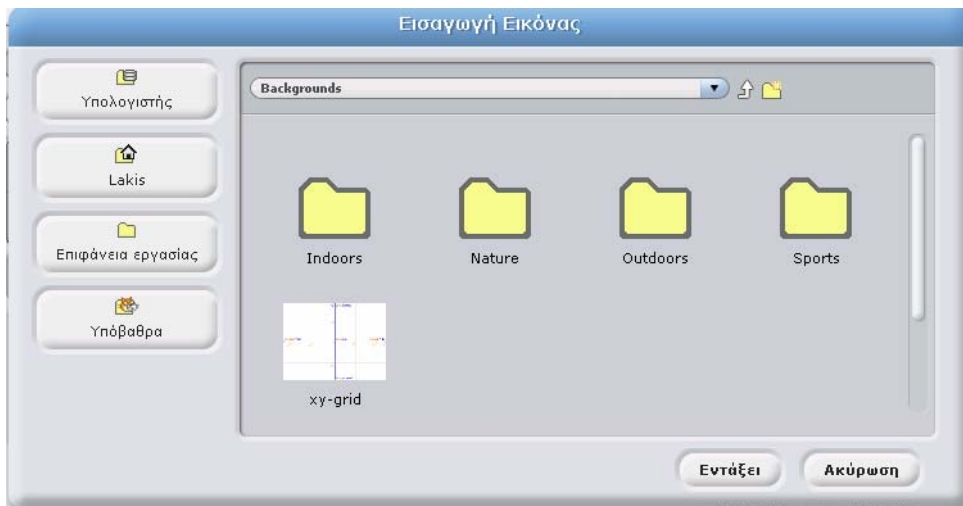 Εισαγωγή Εικόνας
Υπολογιστής
Lakis
Επιφάνεια εργασίας
Υπόβαθρα
Backgrounds
Indoors
Nature
Outdoors
Sports
xy-grid
Εντάξει
Ακύρωση